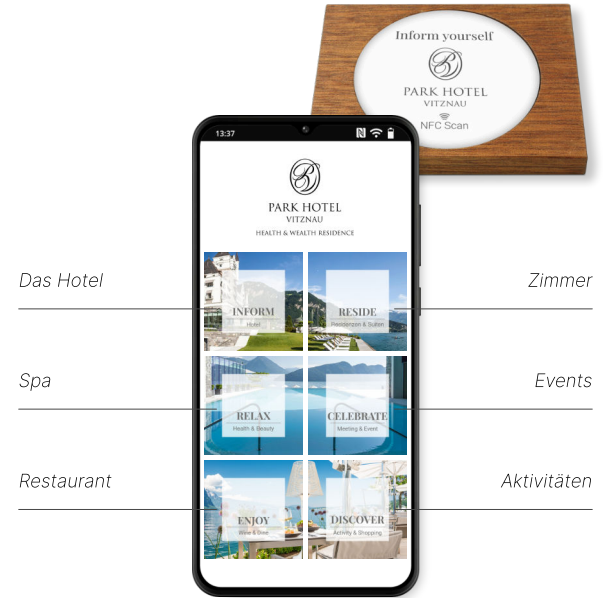 Inform yourself
PARK HOTEL
VITZNAU
NFC Scan
13:37
PARK HOTEL
VITZNAU
HEALTH & WEALTH RESIDENCE
Das Hotel
Zimmer
INFORM
Hotel
RESIDE
Residenzen & Suiten
Spa
Events
RELAX
Health & Beauty
CELEBRATE
Meeting & Event
Restaurant
Aktivitäten
ENJOY
Wine & Dine
DISCOVER
Activity & Shopping